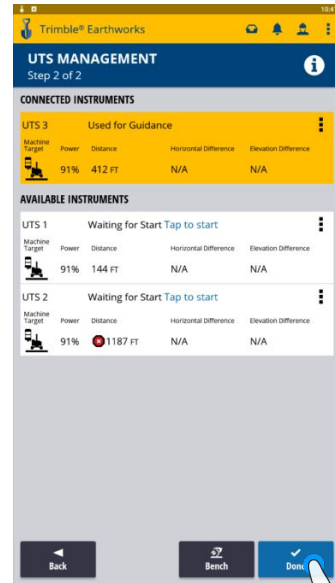 10:4
Trimble® Earthworks
UTS MANAGEMENT
Step 2 of 2
CONNECTED INSTRUMENTS
UTS 3 Used for Guidance
Machine Target Power Distance Horizontal Difference Elevation Difference
91% 412 FT N/A N/A
AVAILABLE INSTRUMENTS
UTS 1 Waiting for Start Tap to start
Machine Target Power Distance Horizontal Difference Elevation Difference
91% 144 FT N/A N/A
UTS 2 Waiting for Start Tap to start
Machine Target Power Distance Horizontal Difference Elevation Difference
91% 1187 FT N/A N/A
Back Bench Done